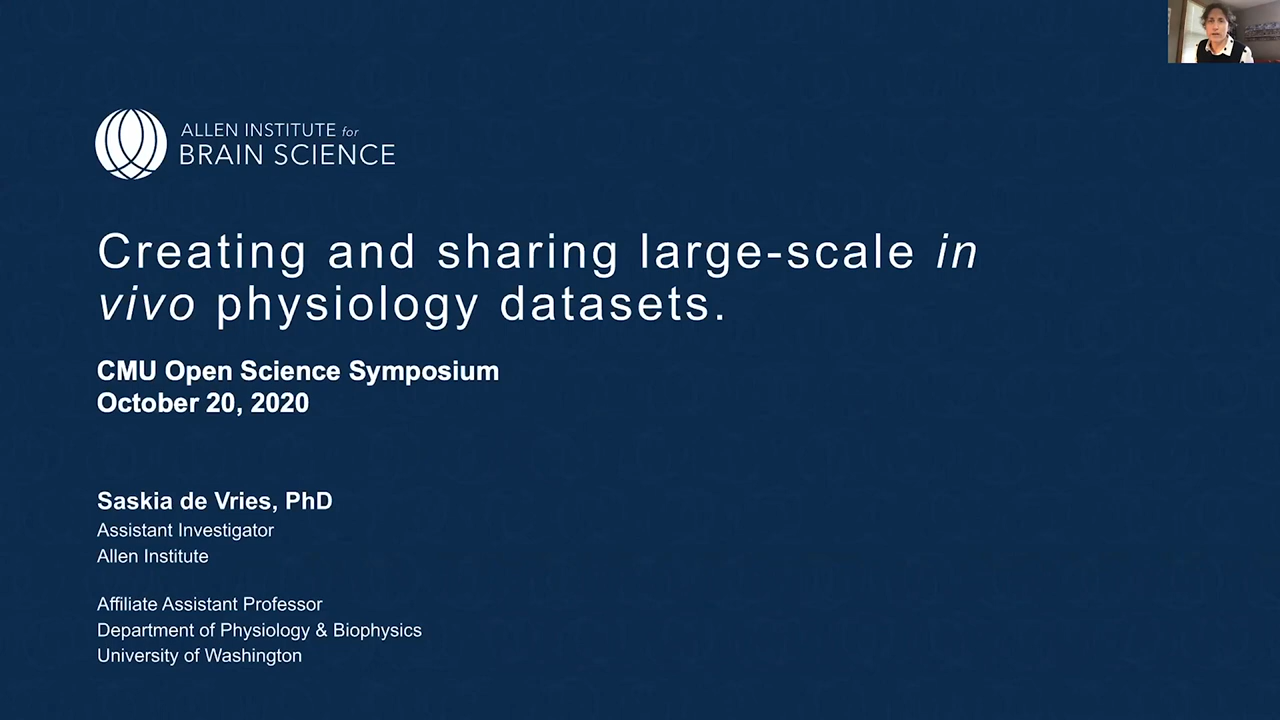 ALLEN INSTITUTE for
BRAIN SCIENCE
Creating and sharing large-scale in
vivo physiology datasets.
CMU Open Science Symposium
October 20, 2020
Saskia de Vries, PhD
Assistant Investigator
Allen Institute
Affiliate Assistant Professor
Department of Physiology & Biophysics
University of Washington